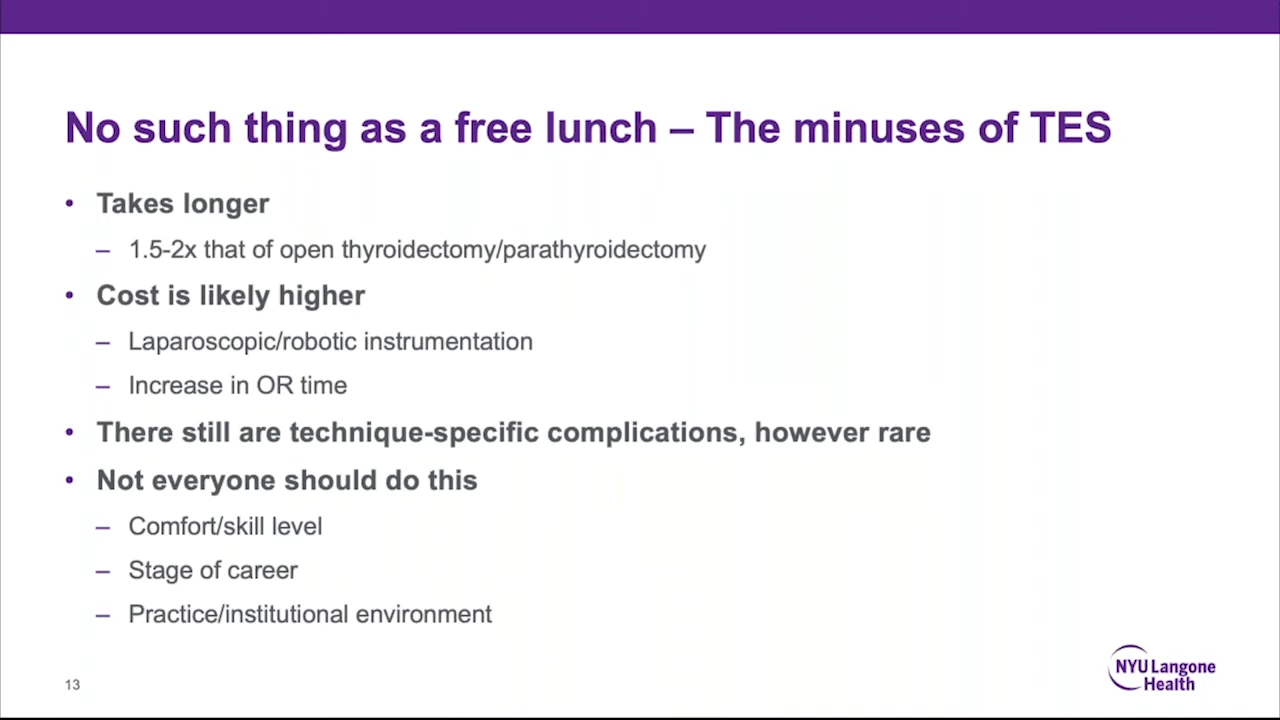 No such thing as a free lunch – The minuses of TES
• Takes longer
– 1.5-2x that of open thyroidectomy/parathyroidectomy
• Cost is likely higher
– Laparoscopic/robotic instrumentation
– Increase in OR time
• There still are technique-specific complications, however rare
• Not everyone should do this
– Comfort/skill level
– Stage of career
– Practice/institutional environment
13
NYU Langone
Health